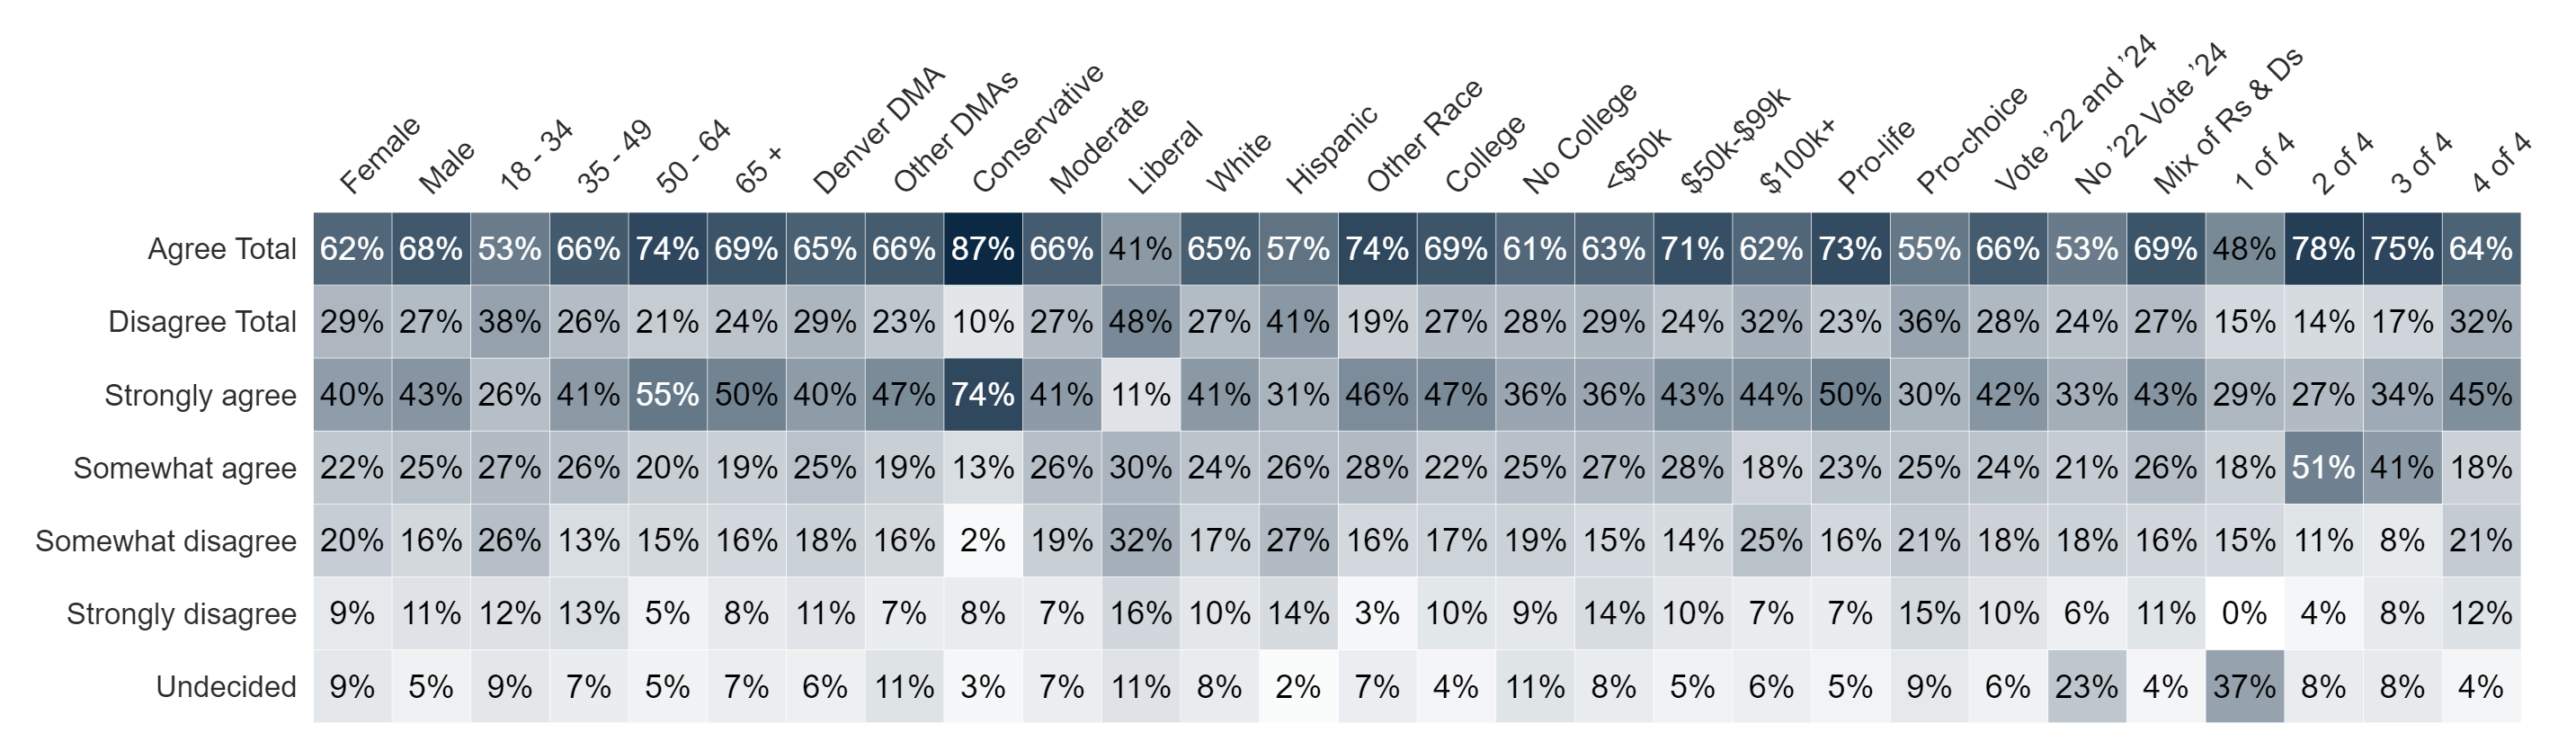 Female Male 18 - 34 35 - 49 50 - 64 65 + Denver DMA Other DMAs Conservative Moderate Liberal White Hispanic Other Race College No College <$50k $50k-$99k $100k+ Pro-life Pro-choice Vote ’22 and ’24 No ’22 Vote ’24 Mix of Rs & Ds 1 of 4 2 of 4 3 of 4 4 of 4
Agree Total 62% 68% 53% 66% 74% 69% 65% 66% 87% 66% 41% 65% 57% 74% 69% 61% 63% 71% 62% 73% 55% 66% 53% 69% 48% 78% 75% 64%
Disagree Total 29% 27% 38% 26% 21% 24% 29% 23% 10% 27% 48% 27% 41% 19% 27% 28% 29% 24% 32% 23% 36% 28% 24% 27% 15% 14% 17% 32%
Strongly agree 40% 43% 26% 41% 55% 50% 40% 47% 74% 41% 11% 41% 31% 46% 47% 36% 36% 43% 44% 50% 30% 42% 33% 43% 29% 27% 34% 45%
Somewhat agree 22% 25% 27% 26% 20% 19% 25% 19% 13% 26% 30% 24% 26% 28% 22% 25% 27% 28% 18% 23% 25% 24% 21% 26% 18% 51% 41% 18%
Somewhat disagree 20% 16% 26% 13% 15% 16% 18% 16% 2% 19% 32% 17% 27% 16% 17% 19% 15% 14% 25% 16% 21% 18% 18% 16% 15% 11% 8% 21%
Strongly disagree 9% 11% 12% 13% 5% 8% 11% 7% 8% 7% 16% 10% 14% 3% 10% 9% 14% 10% 7% 7% 15% 10% 6% 11% 0% 4% 8% 12%
Undecided 9% 5% 9% 7% 5% 7% 6% 11% 3% 7% 11% 8% 2% 7% 4% 11% 8% 5% 6% 5% 9% 6% 23% 4% 37% 8% 8% 4%